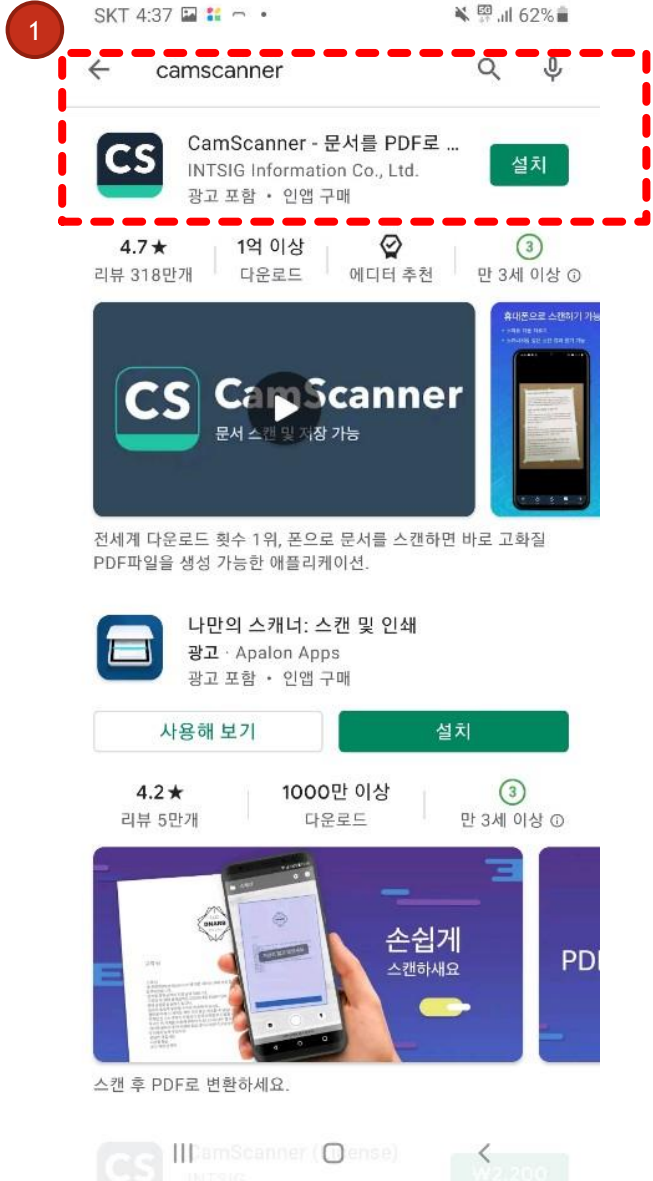 1
SKT 4:37
5G
62%
camscanner
CS
CamScanner - 문서를 PDF로 ...
INTSIG Information Co., Ltd.
광고 포함 • 인앱 구매
설치
4.7★
리뷰 318만개
1억 이상
다운로드
에디터 추천
3
만 3세 이상
CS CamScanner
문서 스캔 및 저장 가능
휴대폰으로 스캔하기 가능
전세계 다운로드 횟수 1위, 폰으로 문서를 스캔하면 바로 고화질
PDF파일을 생성 가능한 애플리케이션.
나만의 스캐너: 스캔 및 인쇄
광고 · Apalon Apps
광고 포함 • 인앱 구매
사용해 보기
설치
4.2★
리뷰 5만개
1000만 이상
다운로드
3
만 3세 이상
손쉽게
스캔하세요
PDF
스캔 후 PDF로 변환하세요.
CS
CamScanner (License)
INTSIG
₩2,200